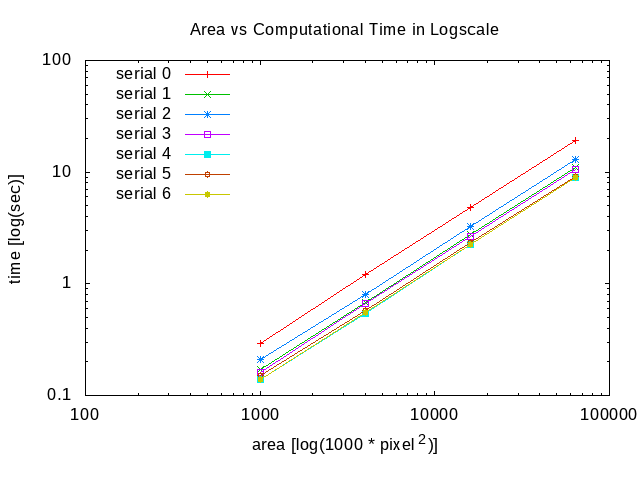 Area vs Computational Time in Logscale
100
10
1
0.1
time [log(sec)]
serial 0
serial 1
serial 2
serial 3
serial 4
serial 5
serial 6
100
1000
10000
100000
area [log(1000 * pixel^2)]